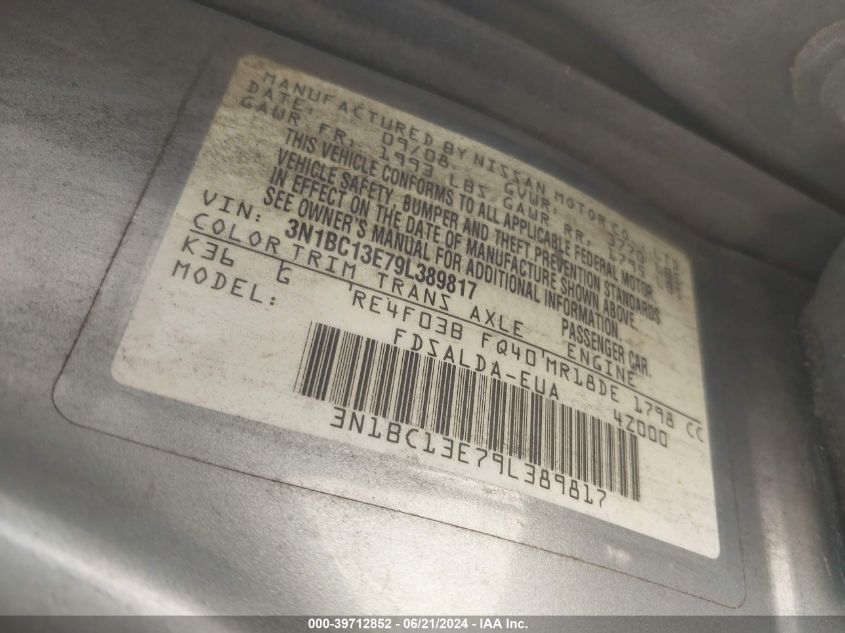 MANUFACTURED BY NISSAN MOTOR CO., LTD.
DATE: 09/08 GVWR: 3720 LBS
GAWR FR: 1993 LBS GAWR RR: 1795 LBS
THIS VEHICLE CONFORMS TO ALL APPLICABLE FEDERAL MOTOR
VEHICLE SAFETY, BUMPER AND THEFT PREVENTION STANDARDS
IN EFFECT ON THE DATE OF MANUFACTURE SHOWN ABOVE.
SEE OWNER'S MANUAL FOR ADDITIONAL INFORMATION.
VIN: 3N1BC13E79L389817 PASSENGER CAR.
COLOR TRIM TRANS AXLE ENGINE
K36 G RE4F03B FQ40 MR18DE 1798 CC
MODEL: FDSALDA-EUA 4Z000
3N1BC13E79L389817
000-39712852 - 06/21/2024 - IAA Inc.